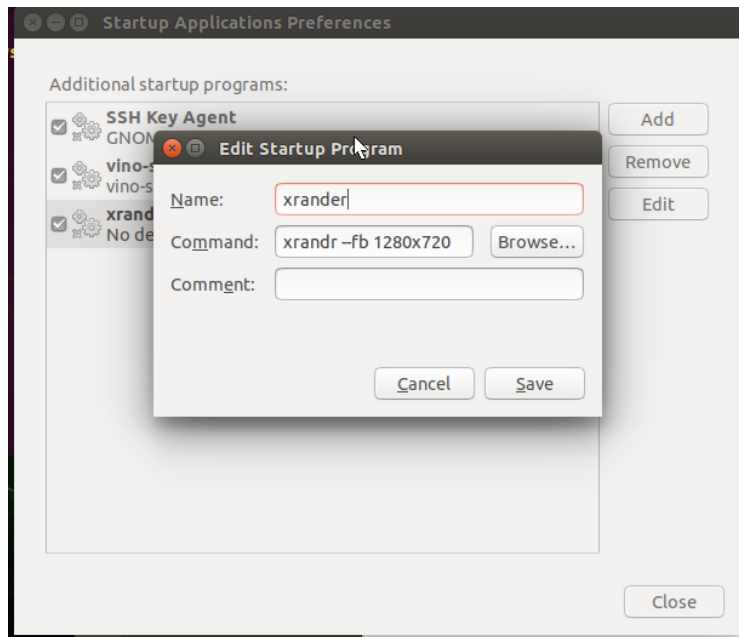 Startup Applications Preferences
Additional startup programs:
SSH Key Agent
GNOM
Add
Edit Startup Program
vino-s
vino-s
Remove
Name: xrander
xrand
No de
Edit
Command: xrandr --fb 1280x720 Browse...
Comment:
Cancel Save
Close